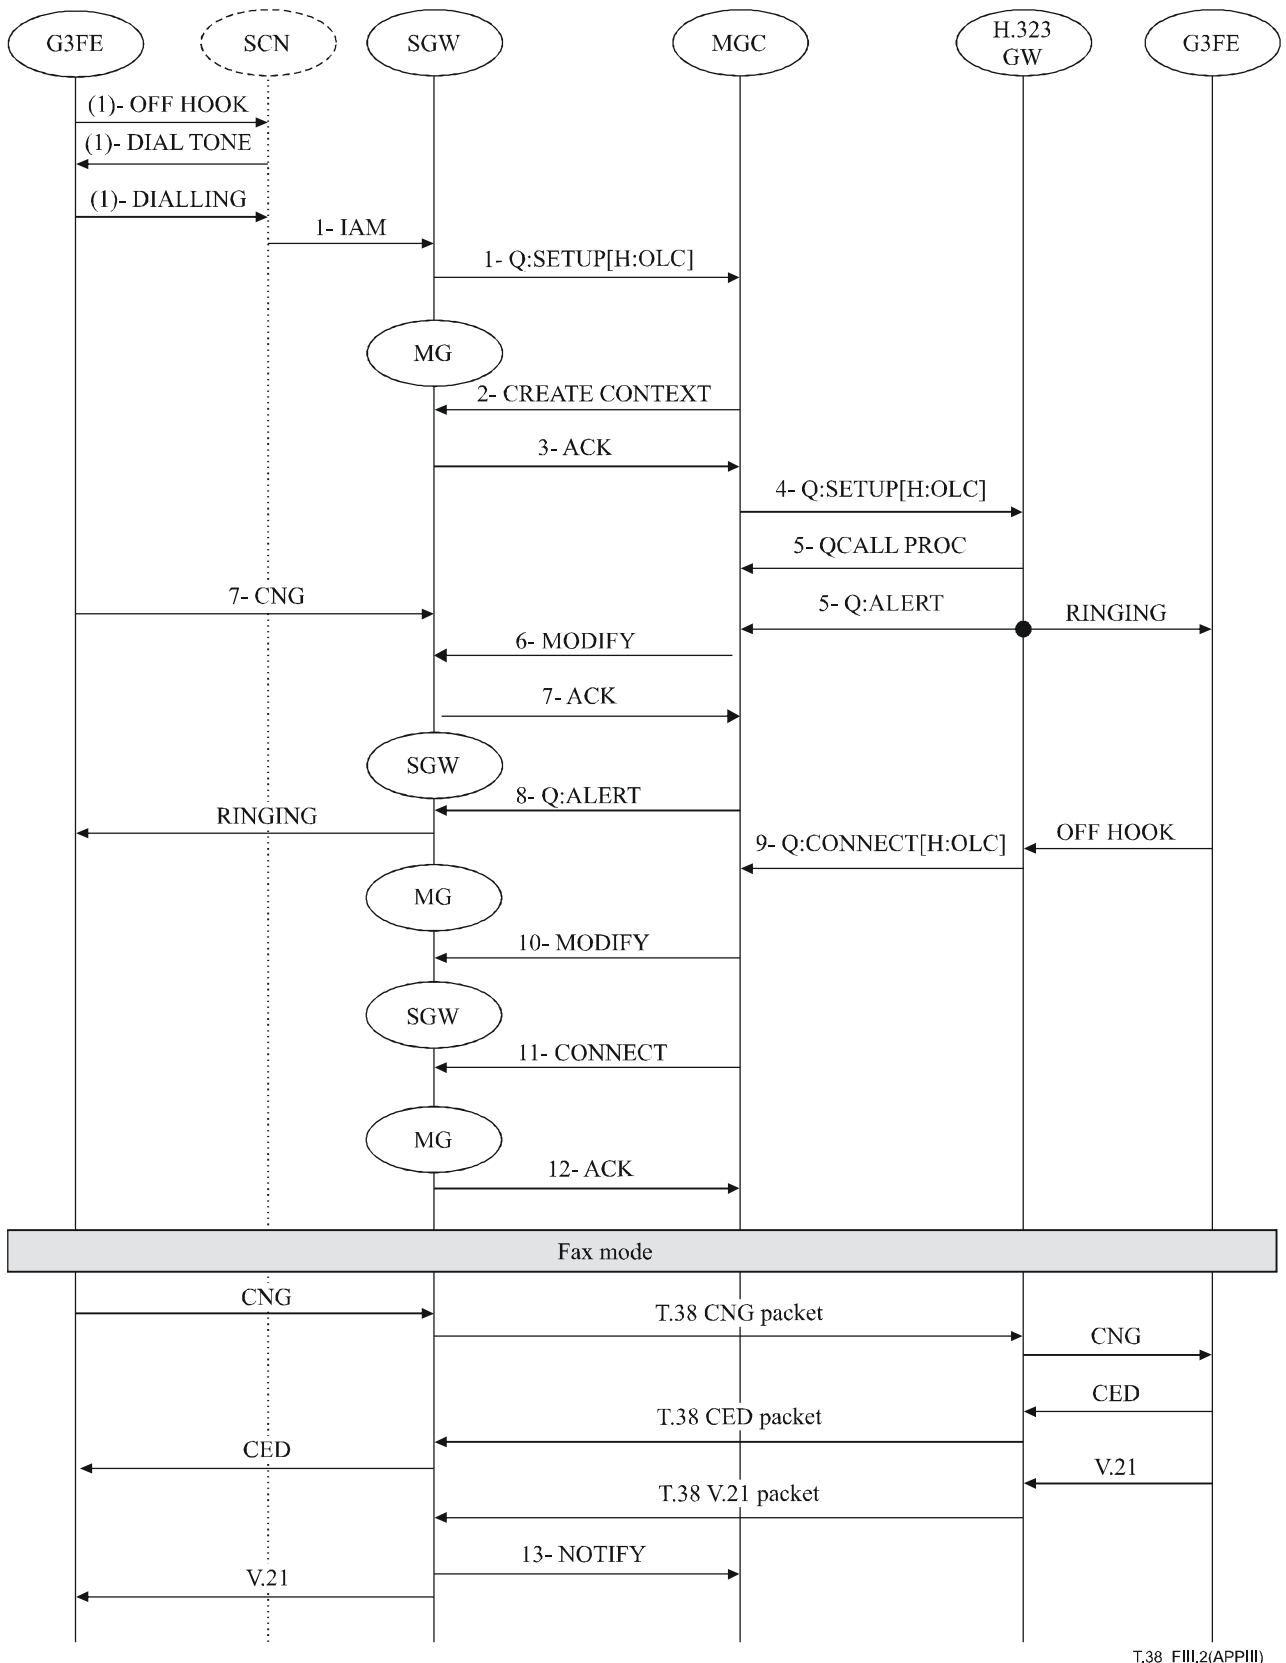 G3FE
SCN
SGW
MGC
H.323
GW
G3FE
(1)- OFF HOOK
(1)- DIAL TONE
(1)- DIALLING
1- IAM
1- Q:SETUP[H:OLC]
MG
2- CREATE CONTEXT
3- ACK
4- Q:SETUP[H:OLC]
5- QCALL PROC
7- CNG
5- Q:ALERT
RINGING
6- MODIFY
7- ACK
SGW
8- Q:ALERT
RINGING
OFF HOOK
9- Q:CONNECT[H:OLC]
MG
10- MODIFY
SGW
11- CONNECT
MG
12- ACK
Fax mode
CNG
T.38 CNG packet
CNG
CED
T.38 CED packet
CED
V.21
T.38 V.21 packet
13- NOTIFY
V.21
T.38_FIII.2(APPIII)